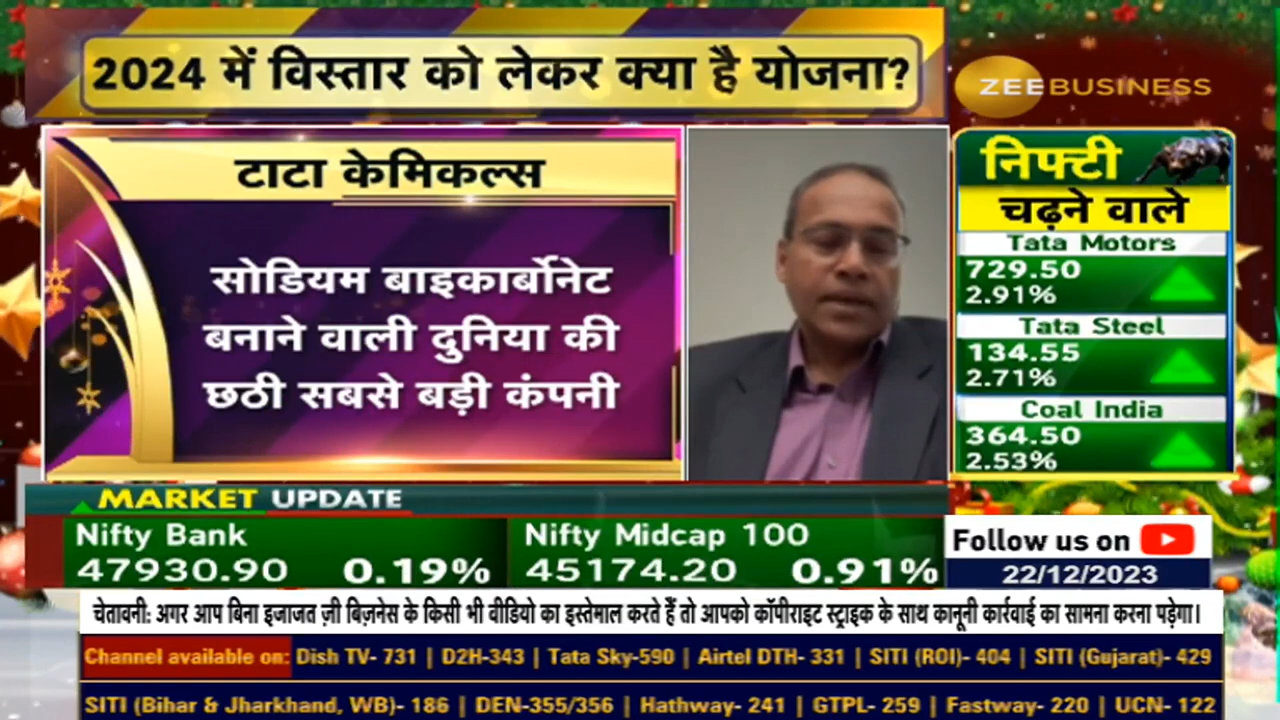 2024 में विस्तार को लेकर क्या है योजना?
ZEEBUSINESS
टाटा केमिकल्स
सोडियम बाइकार्बोनेट
बनाने वाली दुनिया की
छठी सबसे बड़ी कंपनी
निफ्टी
चढ़ने वाले
Tata Motors
729.50
2.91%
Tata Steel
134.55
2.71%
Coal India
364.50
2.53%
MARKET UPDATE
Nifty Bank
47930.90 0.19%
Nifty Midcap 100
45174.20 0.91%
Follow us on
22/12/2023
चेतावनी: अगर आप बिना इजाजत ज़ी बिज़नेस के किसी भी वीडियो का इस्तेमाल करते हैं तो आपको कॉपीराइट स्ट्राइक के साथ कानूनी कार्रवाई का सामना करना पड़ेगा।
Channel available on: Dish TV- 731 | D2H-343 | Tata Sky-590 | Airtel DTH- 331 | SITI (ROI)- 404 | SITI (Gujarat)- 429
SITI (Bihar & Jharkhand, WB)- 186 | DEN-355/356 | Hathway- 241 | GTPL- 259 | Fastway- 220 | UCN- 122